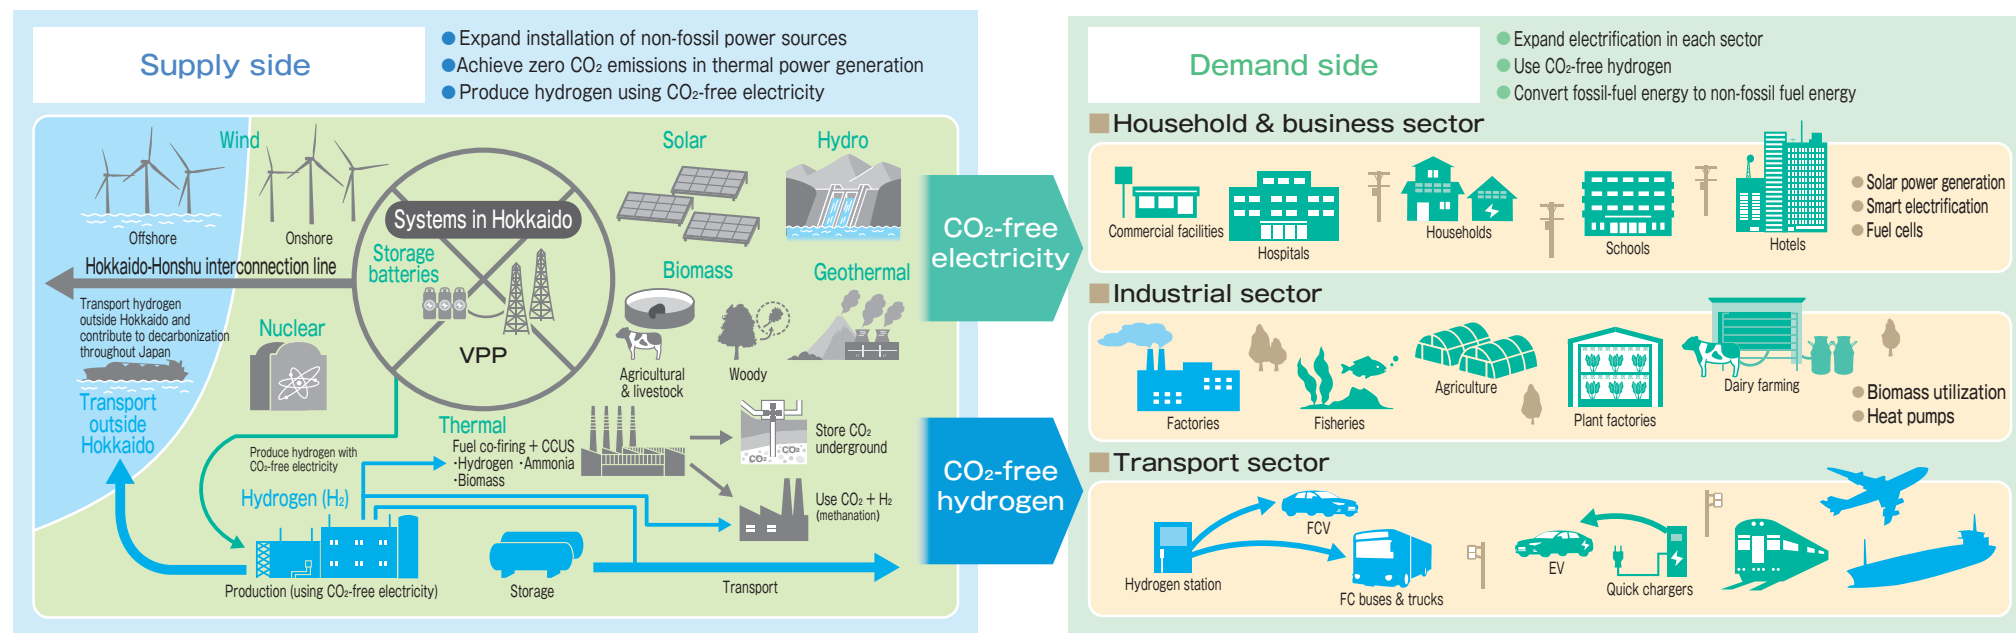 Supply side
● Expand installation of non-fossil power sources
● Achieve zero CO₂ emissions in thermal power generation
● Produce hydrogen using CO₂-free electricity
Wind
Offshore
Onshore
Solar
Hydro
Systems in Hokkaido
Storage
batteries
VPP
Hokkaido-Honshu interconnection line
Transport hydrogen
outside Hokkaido and
contribute to decarbonization
throughout Japan
Transport
outside
Hokkaido
Nuclear
Biomass
Agricultural
& livestock
Woody
Geothermal
Thermal
Fuel co-firing + CCUS
・Hydrogen ・Ammonia
・Biomass
CO₂
CO₂
Store CO₂
underground
Use CO₂ + H₂
(methanation)
Produce hydrogen with
CO₂-free electricity
Hydrogen (H₂)
Production (using CO₂-free electricity)
Storage
Transport
CO₂-free
electricity
CO₂-free
hydrogen
Demand side
● Expand electrification in each sector
● Use CO₂-free hydrogen
● Convert fossil-fuel energy to non-fossil fuel energy
■ Household & business sector
Commercial facilities
Hospitals
Households
Schools
Hotels
● Solar power generation
● Smart electrification
● Fuel cells
■ Industrial sector
Factories
Fisheries
Agriculture
Plant factories
Dairy farming
● Biomass utilization
● Heat pumps
■ Transport sector
Hydrogen station
FCV
FC buses & trucks
EV
Quick chargers